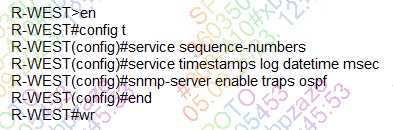 R-WEST>en
R-WEST#config t
R-WEST(config)#service sequence-numbers
R-WEST(config)#service timestamps log datetime msec
R-WEST(config)#snmp-server enable traps ospf
R-WEST(config)#end
R-WEST#wr